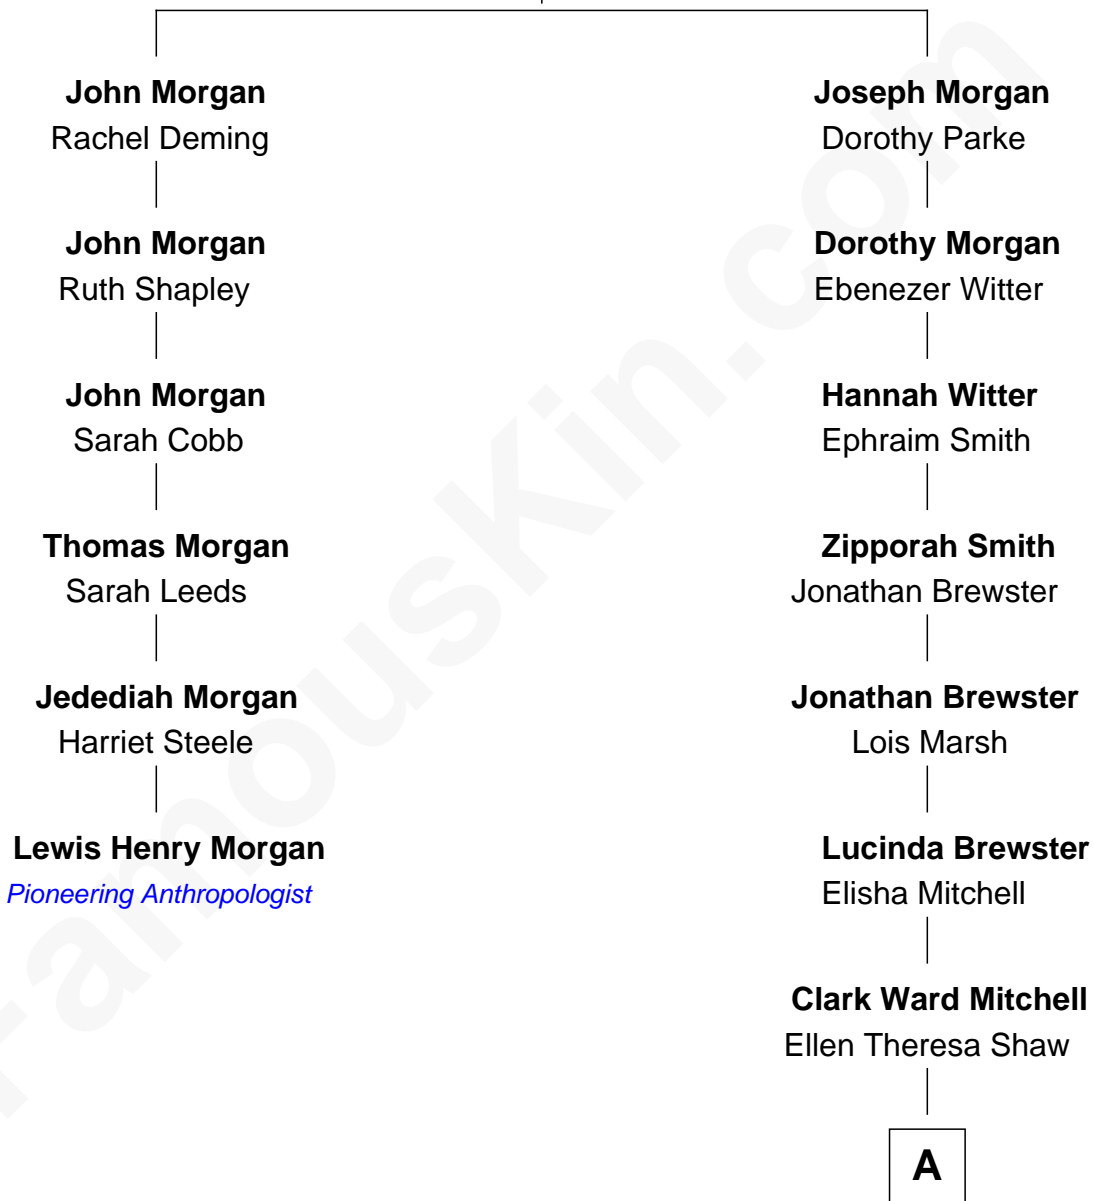 John Morgan
Rachel Deming
John Morgan
Ruth Shapley
John Morgan
Sarah Cobb
Thomas Morgan
Sarah Leeds
Jedediah Morgan
Harriet Steele
Lewis Henry Morgan
Pioneering Anthropologist
Joseph Morgan
Dorothy Parke
Dorothy Morgan
Ebenezer Witter
Hannah Witter
Ephraim Smith
Zipporah Smith
Jonathan Brewster
Jonathan Brewster
Lois Marsh
Lucinda Brewster
Elisha Mitchell
Clark Ward Mitchell
Ellen Theresa Shaw
A
FamousKin.com